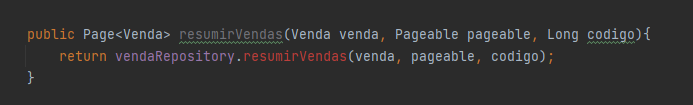 public Page<Venda> resumirVendas(Venda venda, Pageable pageable, Long codigo){
return vendaRepository.resumirVendas(venda, pageable, codigo);
}